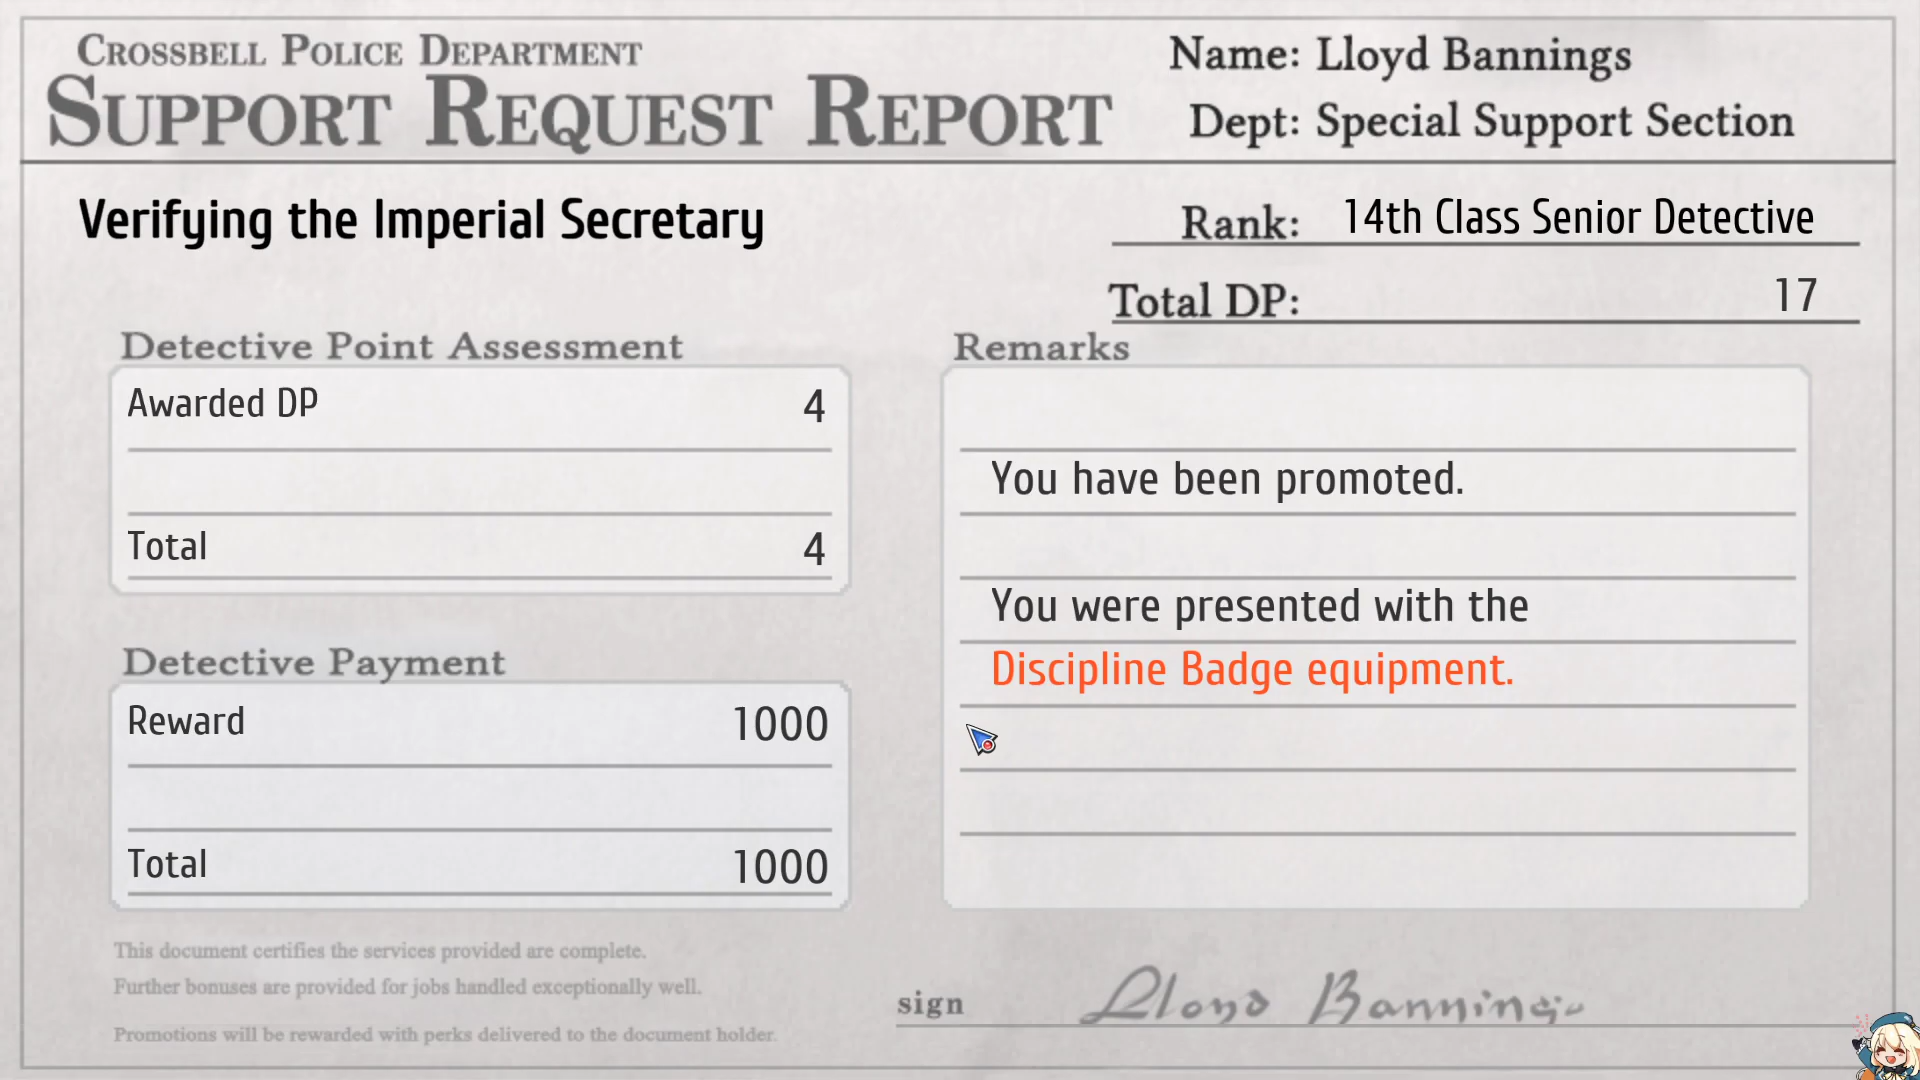 CROSSBELL POLICE DEPARTMENT
SUPPORT REQUEST REPORT
Name: Lloyd Bannings
Dept: Special Support Section
Verifying the Imperial Secretary
Rank: 14th Class Senior Detective
Total DP: 17
Detective Point Assessment
Awarded DP 4
Total 4
Detective Payment
Reward 1000
Total 1000
Remarks
You have been promoted.
You were presented with the
Discipline Badge equipment.
This document certifies the services provided are complete.
Further bonuses are provided for jobs handled exceptionally well.
Promotions will be rewarded with perks delivered to the document holder.
sign Lloyd Bannings